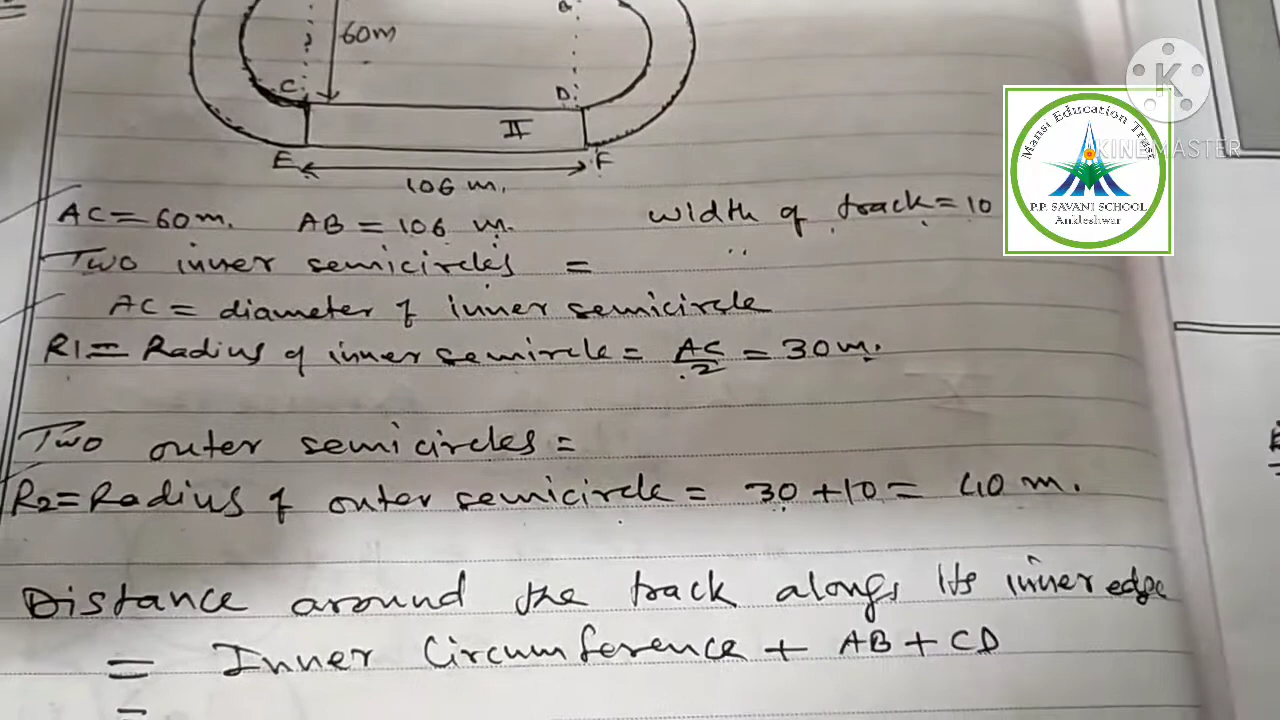 B
60m
C
D
II
E
F
106 m.
AC = 60m. AB = 106 m. width of track = 10
Two inner semicircles =
AC = diameter of inner semicircle
R1 = Radius of inner semircle = AC/2 = 30 m.
Two outer semicircles =
R2 = Radius of outer semicircle = 30 + 10 = 40 m.
Distance around the track along its inner edge
= Inner Circumference + AB + CD
=
K
KINEMASTER
Mansi Education Trust
P.P. SAVANI SCHOOL
Ankleshwar